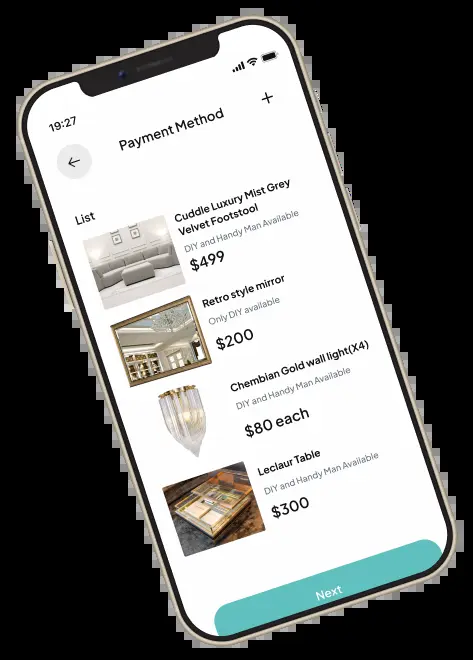 19:27
Payment Method
+
List
Cuddle Luxury Mist Grey
Velvet Footstool
DIY and Handy Man Available
$499
Retro style mirror
Only DIY available
$200
Chembian Gold wall light(X4)
DIY and Handy Man Available
$80 each
Leclaur Table
DIY and Handy Man Available
$300
Next